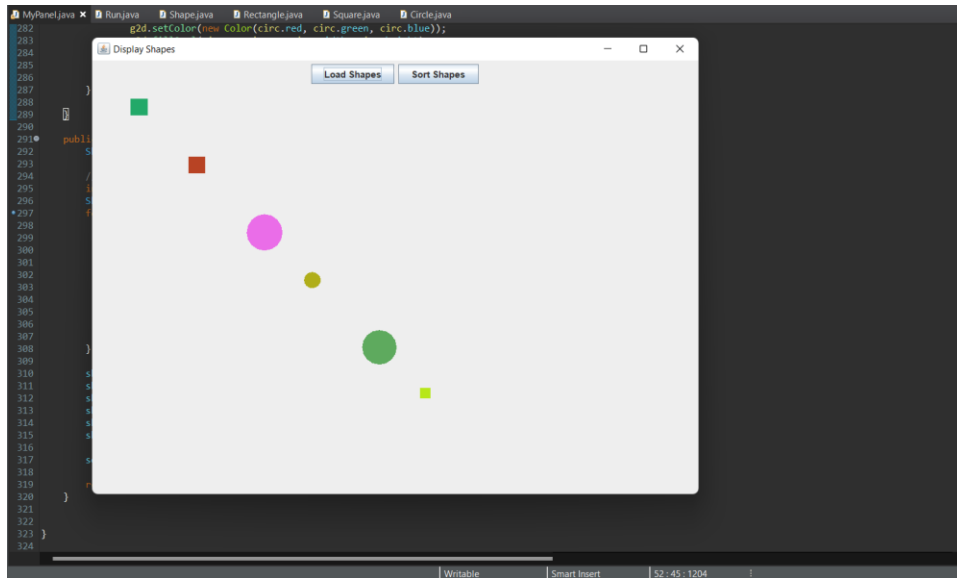 MyPanel.java Run.java Shape.java Rectangle.java Square.java Circle.java
282 g2d.setColor(new Color(circ.red, circ.green, circ.blue));
283
Display Shapes
284
285
Load Shapes Sort Shapes
286
287 }
288
289 }
290
291 publi
292 S
293
294 /
295 i
296 S
297 f
298
299
300
301
302
303
304
305
306
307
308 }
309
310 s
311 s
312 s
313 s
314 s
315 s
316
317 s
318
319 r
320 }
321
322
323 }
324
Writable Smart Insert 52 : 45 : 1204